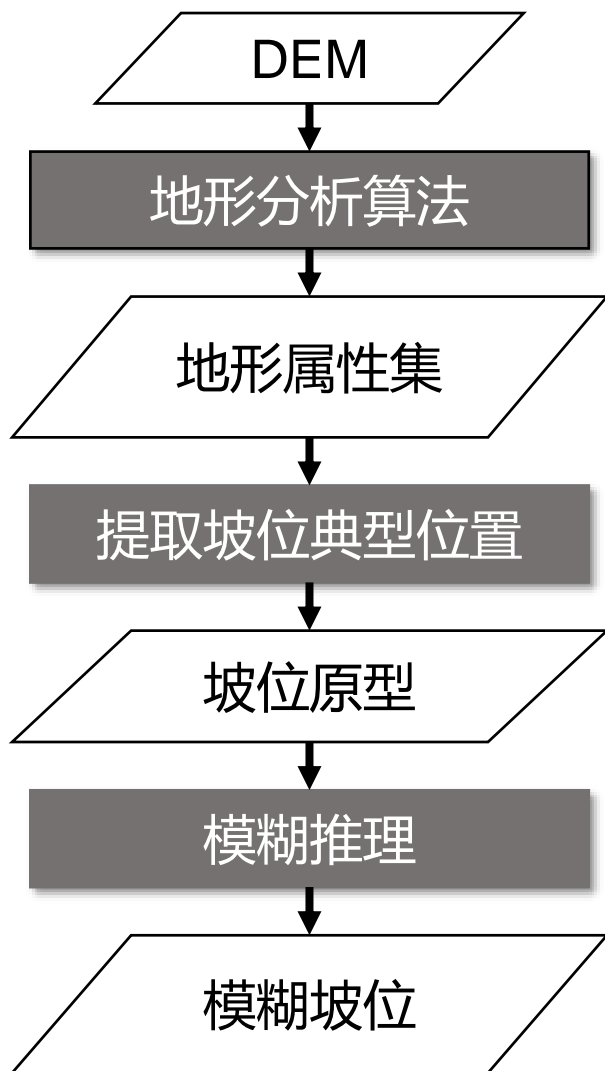 DEM
地形分析算法
地形属性集
提取坡位典型位置
坡位原型
模糊推理
模糊坡位